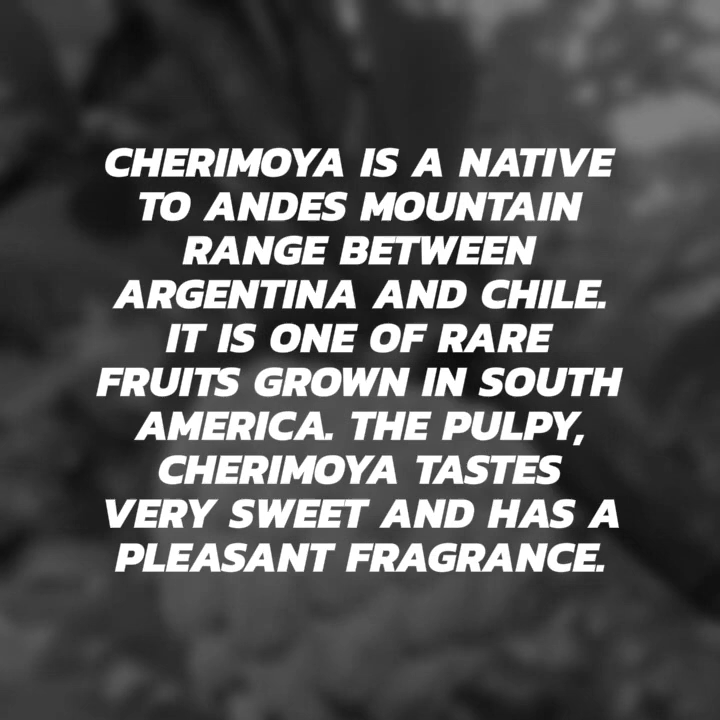 CHERIMOYA IS A NATIVE
TO ANDES MOUNTAIN
RANGE BETWEEN
ARGENTINA AND CHILE.
IT IS ONE OF RARE
FRUITS GROWN IN SOUTH
AMERICA. THE PULPY,
CHERIMOYA TASTES
VERY SWEET AND HAS A
PLEASANT FRAGRANCE.